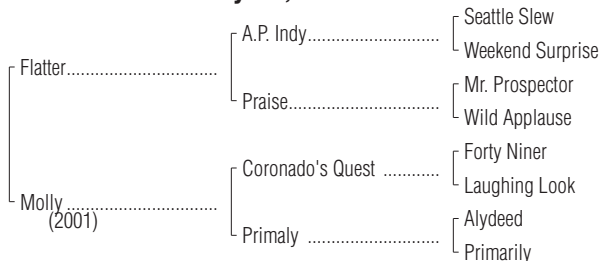 Seattle Slew
A.P. Indy..............................
Weekend Surprise
Flatter................................
Mr. Prospector
Praise.................................
Wild Applause
Forty Niner
Coronado's Quest ............
Laughing Look
Molly ................................
(2001)
Alydeed
Primaly ............................
Primarily